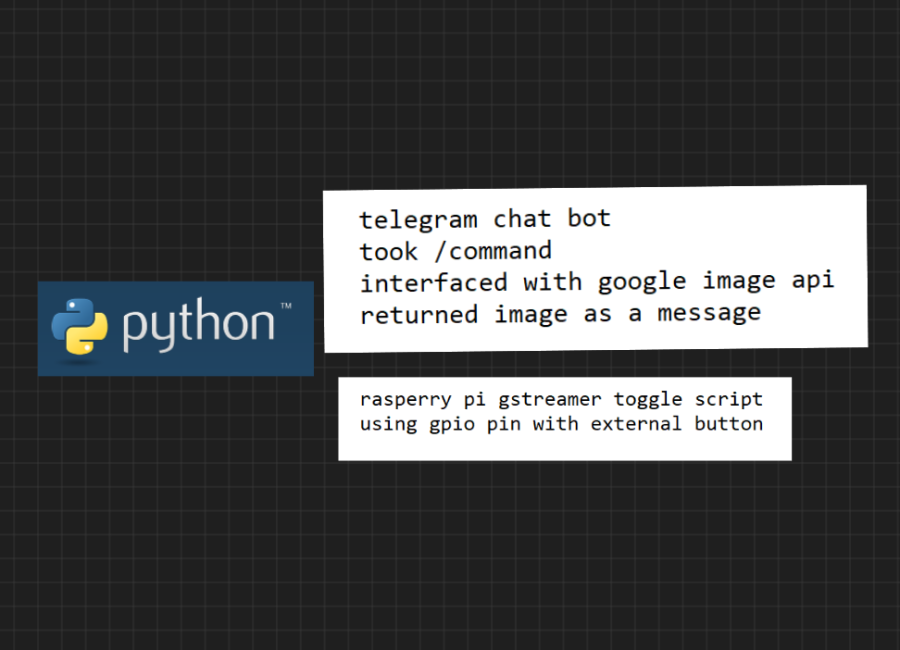 python™
telegram chat bot
took /command
interfaced with google image api
returned image as a message
rasperry pi gstreamer toggle script
using gpio pin with external button